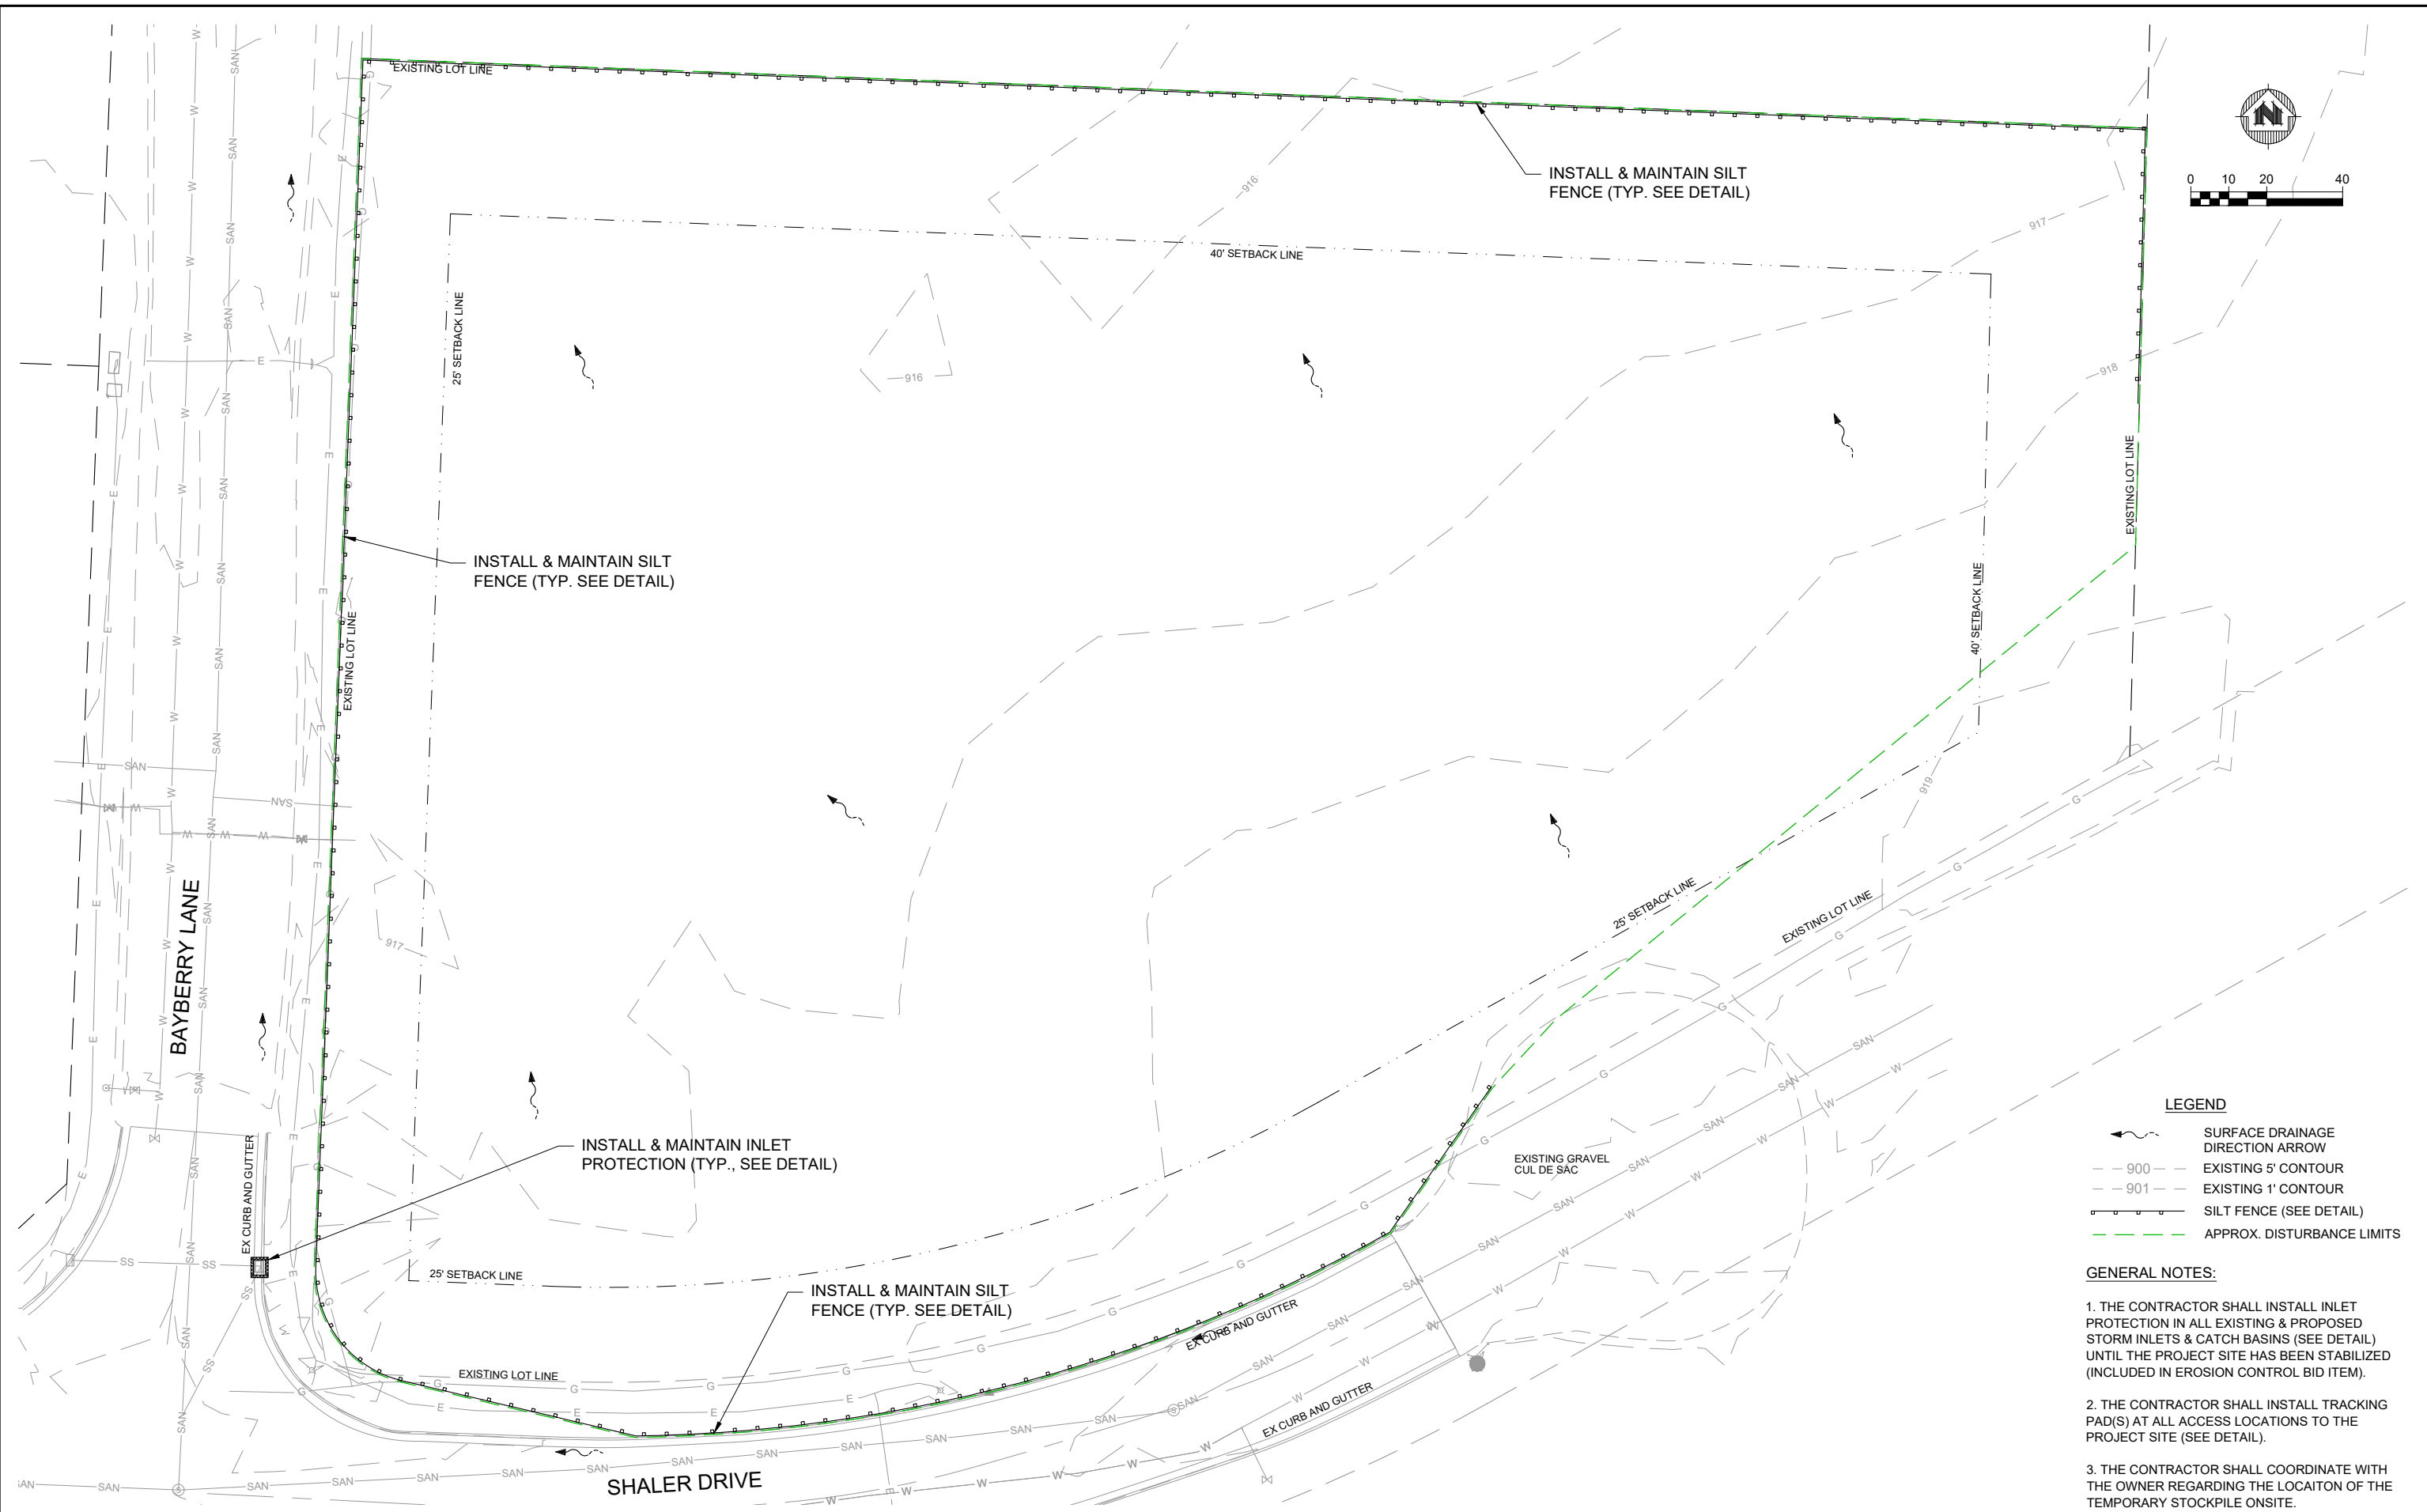 EXISTING LOT LINE
N
0 10 20 40
INSTALL & MAINTAIN SILT
FENCE (TYP. SEE DETAIL)
916
917
40' SETBACK LINE
25' SETBACK LINE
916
918
EXISTING LOT LINE
INSTALL & MAINTAIN SILT
FENCE (TYP. SEE DETAIL)
EXISTING LOT LINE
40' SETBACK LINE
919
BAYBERRY LANE
917
25' SETBACK LINE
EXISTING LOT LINE
INSTALL & MAINTAIN INLET
PROTECTION (TYP., SEE DETAIL)
EX CURB AND GUTTER
EXISTING GRAVEL
CUL DE SAC
25' SETBACK LINE
INSTALL & MAINTAIN SILT
FENCE (TYP. SEE DETAIL)
EX CURB AND GUTTER
EXISTING LOT LINE
EX CURB AND GUTTER
SHALER DRIVE
SAN
W
E
G
SS
LEGEND
SURFACE DRAINAGE
DIRECTION ARROW
900 EXISTING 5' CONTOUR
901 EXISTING 1' CONTOUR
SILT FENCE (SEE DETAIL)
APPROX. DISTURBANCE LIMITS
GENERAL NOTES:
1. THE CONTRACTOR SHALL INSTALL INLET
PROTECTION IN ALL EXISTING & PROPOSED
STORM INLETS & CATCH BASINS (SEE DETAIL)
UNTIL THE PROJECT SITE HAS BEEN STABILIZED
(INCLUDED IN EROSION CONTROL BID ITEM).
2. THE CONTRACTOR SHALL INSTALL TRACKING
PAD(S) AT ALL ACCESS LOCATIONS TO THE
PROJECT SITE (SEE DETAIL).
3. THE CONTRACTOR SHALL COORDINATE WITH
THE OWNER REGARDING THE LOCAITON OF THE
TEMPORARY STOCKPILE ONSITE.